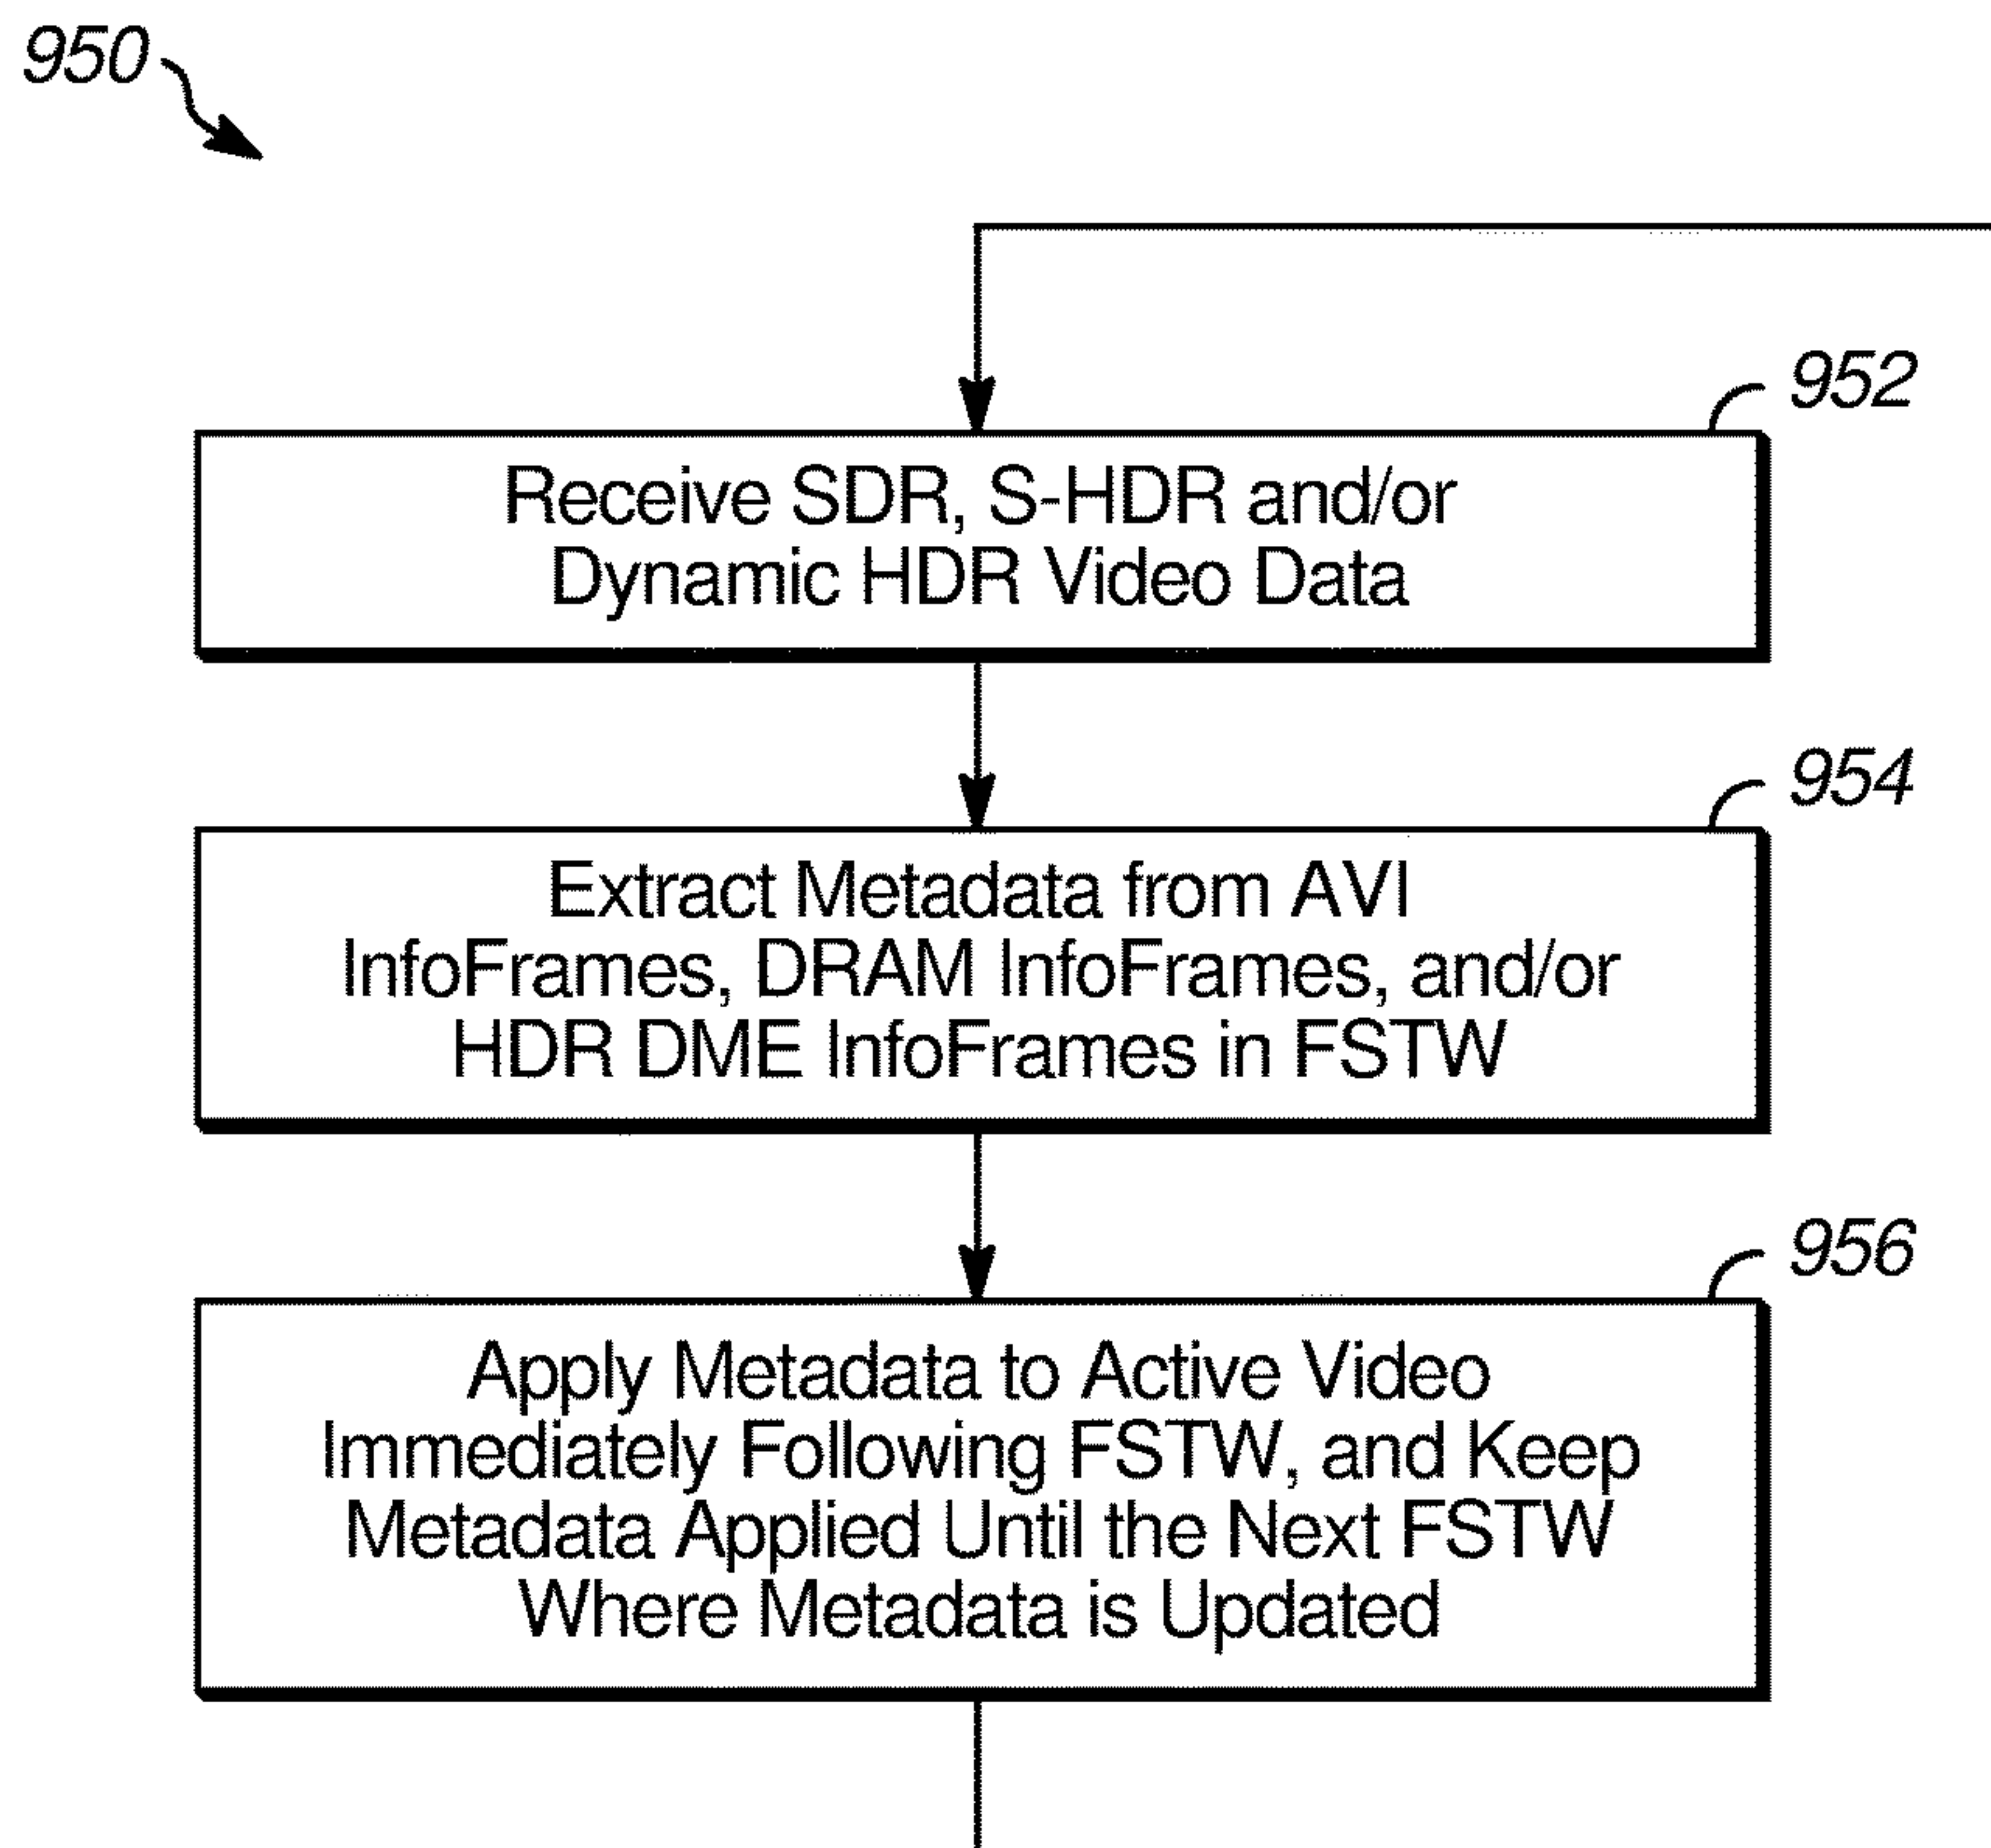 950
952
Receive SDR, S-HDR and/or
Dynamic HDR Video Data
954
Extract Metadata from AVI
InfoFrames, DRAM InfoFrames, and/or
HDR DME InfoFrames in FSTW
956
Apply Metadata to Active Video
Immediately Following FSTW, and Keep
Metadata Applied Until the Next FSTW
Where Metadata is Updated